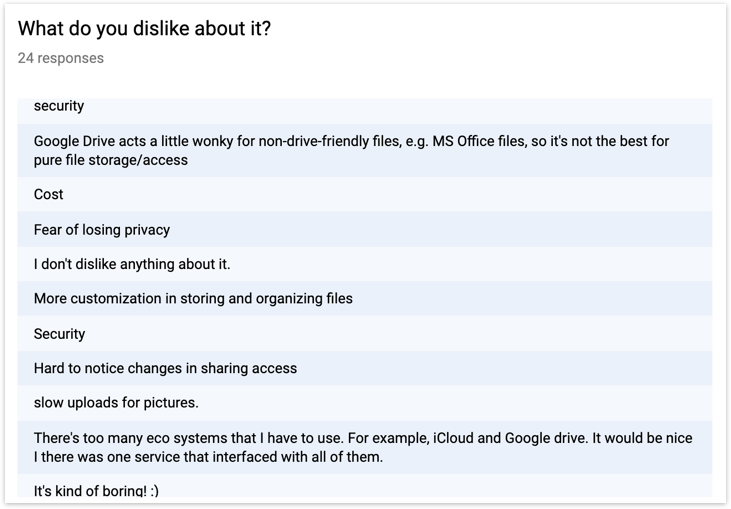 What do you dislike about it?
24 responses
security
Google Drive acts a little wonky for non-drive-friendly files, e.g. MS Office files, so it's not the best for
pure file storage/access
Cost
Fear of losing privacy
I don't dislike anything about it.
More customization in storing and organizing files
Security
Hard to notice changes in sharing access
slow uploads for pictures.
There's too many eco systems that I have to use. For example, iCloud and Google drive. It would be nice
I there was one service that interfaced with all of them.
It's kind of boring! :)